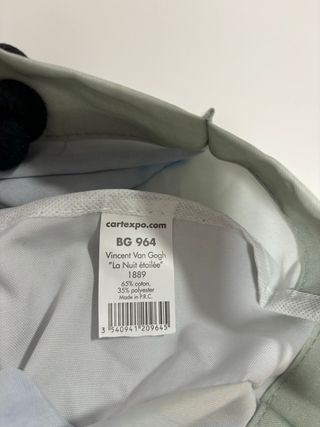 cartexpo.com
BG 964
Vincent Van Gogh
"La Nuit étoilée"
1889
65% coton,
35% polyester
Made in P.R.C.
3 540941 209645